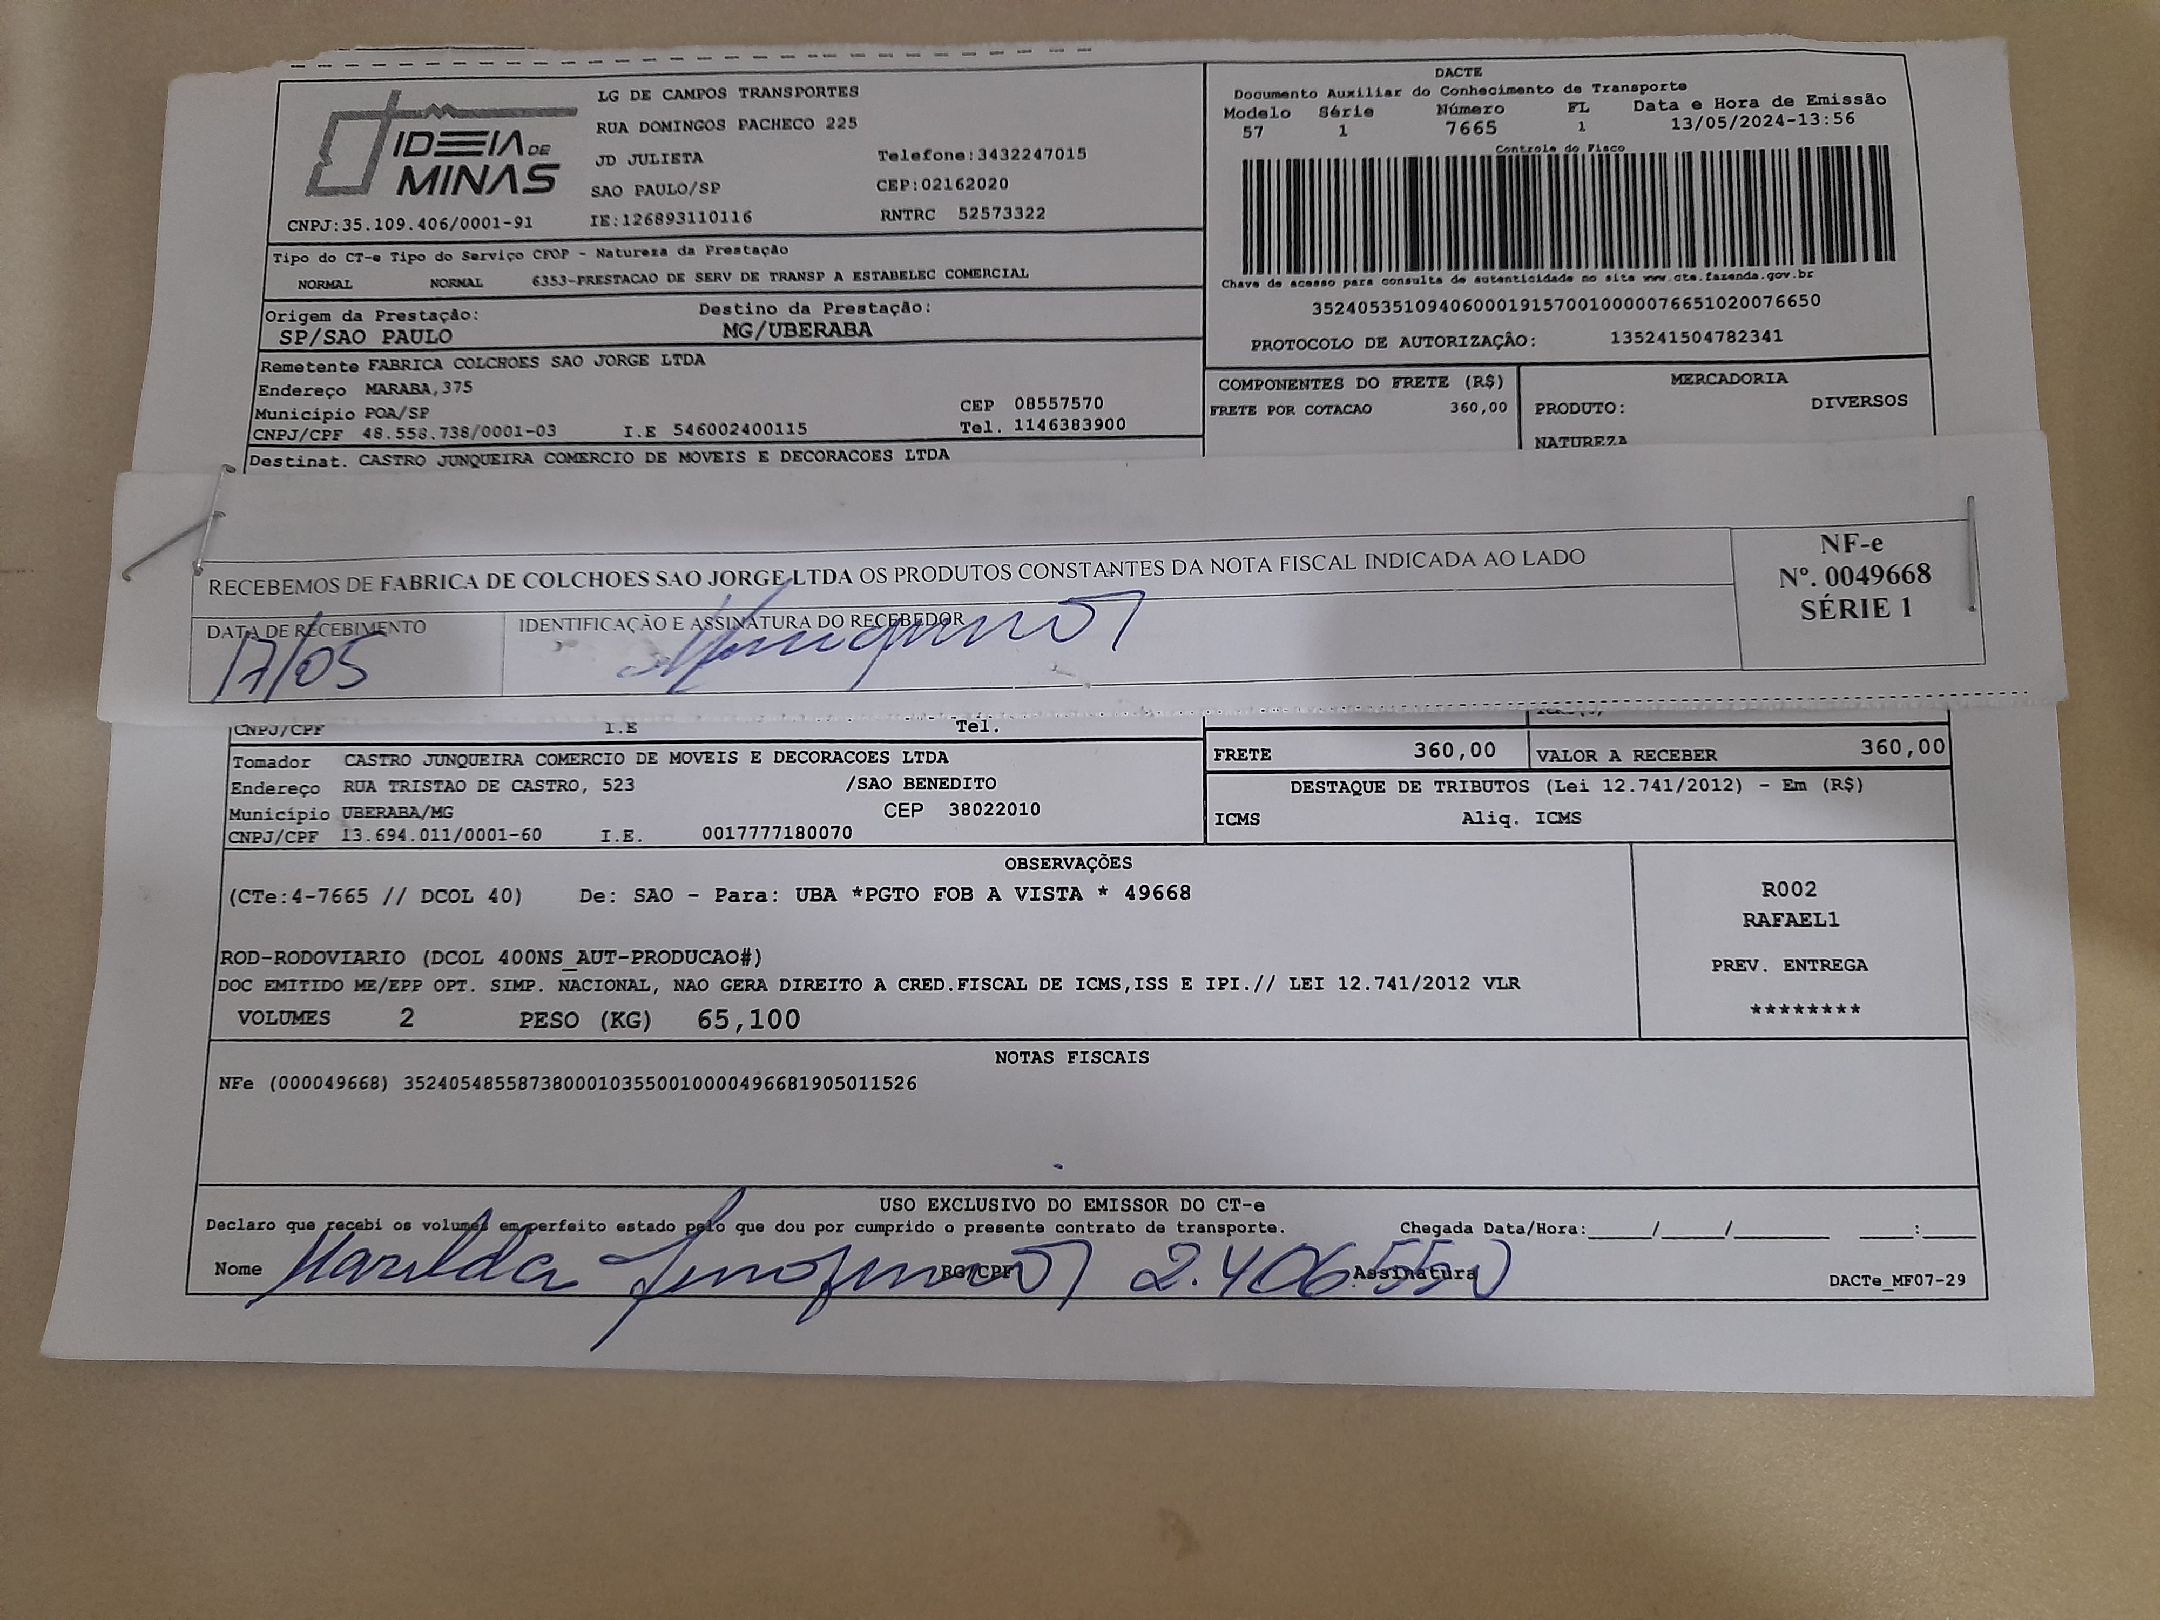 IDEIA DE
MINAS
CNPJ:35.109.406/0001-91
LG DE CAMPOS TRANSPORTES
RUA DOMINGOS PACHECO 225
JD JULIETA Telefone:3432247015
SAO PAULO/SP CEP:02162020
IE:126893110116 RNTRC 52573322
DACTE
Documento Auxiliar do Conhecimento de Transporte
Modelo Série Número FL Data e Hora de Emissão
57 1 7665 1 13/05/2024-13:56
Controle do Fisco
Chave de acesso para consulta de autenticidade no site www.cte.fazenda.gov.br
35240535109406000191570010000076651020076650
PROTOCOLO DE AUTORIZAÇÂO: 135241504782341
Tipo do CT-e Tipo do Serviço CFOP - Natureza da Prestação
NORMAL NORMAL 6353-PRESTACAO DE SERV DE TRANSP A ESTABELEC COMERCIAL
Origem da Prestação: Destino da Prestação:
SP/SAO PAULO MG/UBERABA
Remetente FABRICA COLCHOES SAO JORGE LTDA
Endereço MARABA,375
Município POA/SP CEP 08557570
CNPJ/CPF 48.558.738/0001-03 I.E 546002400115 Tel. 1146383900
Destinat. CASTRO JUNQUEIRA COMERCIO DE MOVEIS E DECORACOES LTDA
COMPONENTES DO FRETE (R$) MERCADORIA
FRETE POR COTACAO 360,00 PRODUTO: DIVERSOS
NATUREZA
RECEBEMOS DE FABRICA DE COLCHOES SAO JORGE LTDA OS PRODUTOS CONSTANTES DA NOTA FISCAL INDICADA AO LADO
DATA DE RECEBIMENTO IDENTIFICAÇÃO E ASSINATURA DO RECEBEDOR
17/05
NF-e
Nº. 0049668
SÉRIE 1
CNPJ/CPF I.E Tel.
Tomador CASTRO JUNQUEIRA COMERCIO DE MOVEIS E DECORACOES LTDA
Endereço RUA TRISTAO DE CASTRO, 523 /SAO BENEDITO
Município UBERABA/MG CEP 38022010
CNPJ/CPF 13.694.011/0001-60 I.E. 0017777180070
FRETE 360,00 VALOR A RECEBER 360,00
DESTAQUE DE TRIBUTOS (Lei 12.741/2012) - Em (R$)
ICMS Aliq. ICMS
OBSERVAÇÕES
(CTe:4-7665 // DCOL 40) De: SAO - Para: UBA *PGTO FOB A VISTA * 49668
ROD-RODOVIARIO (DCOL 400NS_AUT-PRODUCAO#)
DOC EMITIDO ME/EPP OPT. SIMP. NACIONAL, NAO GERA DIREITO A CRED.FISCAL DE ICMS,ISS E IPI.// LEI 12.741/2012 VLR
VOLUMES 2 PESO (KG) 65,100
R002
RAFAEL1
PREV. ENTREGA
********
NOTAS FISCAIS
NFe (000049668) 35240548558738000103550010000496681905011526
USO EXCLUSIVO DO EMISSOR DO CT-e
Declaro que recebi os volumes em perfeito estado pelo que dou por cumprido o presente contrato de transporte. Chegada Data/Hora:_____/_____/________ ____:____
Nome Marilda Junqueira RG/CPF 2.406.550 Assinatura DACTe_MF07-29